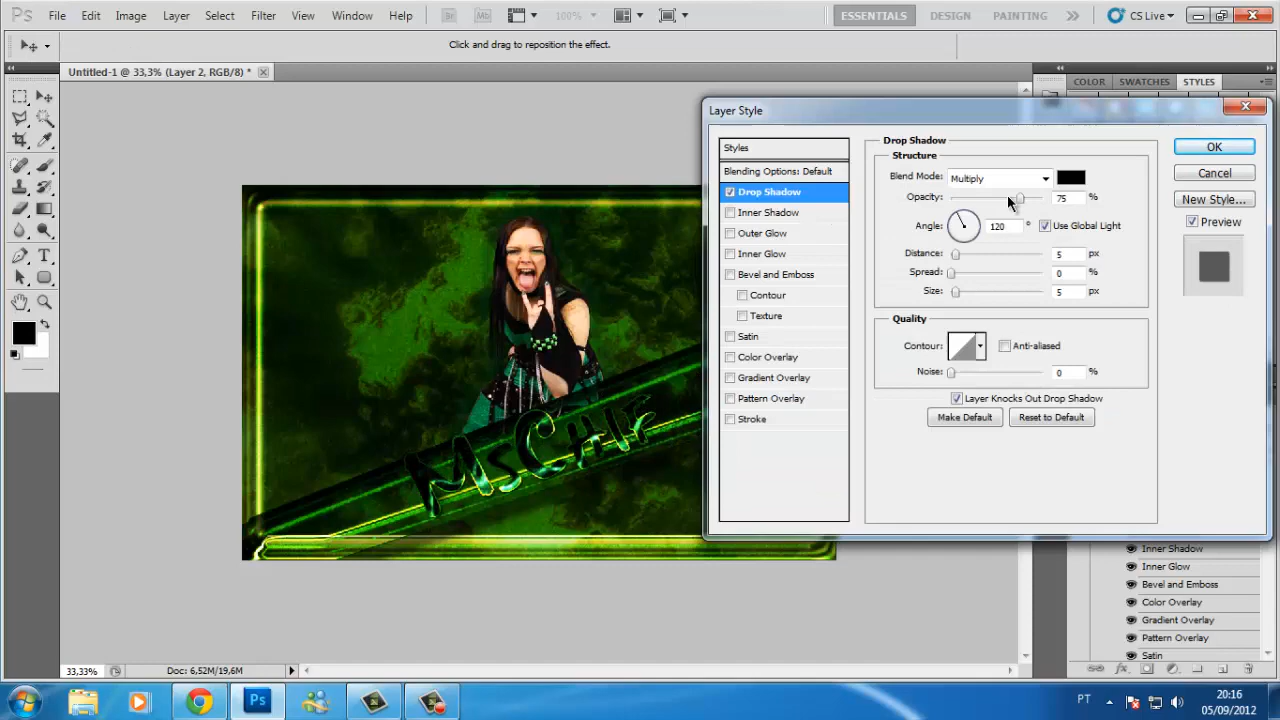 Ps File Edit Image Layer Select Filter View Window Help Br Mb 100% ESSENTIALS DESIGN PAINTING CS Live
Click and drag to reposition the effect.
Untitled-1 @ 33,3% (Layer 2, RGB/8) *
COLOR SWATCHES STYLES
Layer Style
Styles
Blending Options: Default
Drop Shadow
Inner Shadow
Outer Glow
Inner Glow
Bevel and Emboss
Contour
Texture
Satin
Color Overlay
Gradient Overlay
Pattern Overlay
Stroke
Drop Shadow
Structure
Blend Mode: Multiply
Opacity: 75 %
Angle: 120 ° Use Global Light
Distance: 5 px
Spread: 0 %
Size: 5 px
Quality
Contour: Anti-aliased
Noise: 0 %
Layer Knocks Out Drop Shadow
Make Default Reset to Default
OK
Cancel
New Style...
Preview
MsCHIF
Inner Shadow
Inner Glow
Bevel and Emboss
Color Overlay
Gradient Overlay
Pattern Overlay
Satin
33,33% Doc: 6,52M/19,6M
fx
Ps
PT
20:16
05/09/2012